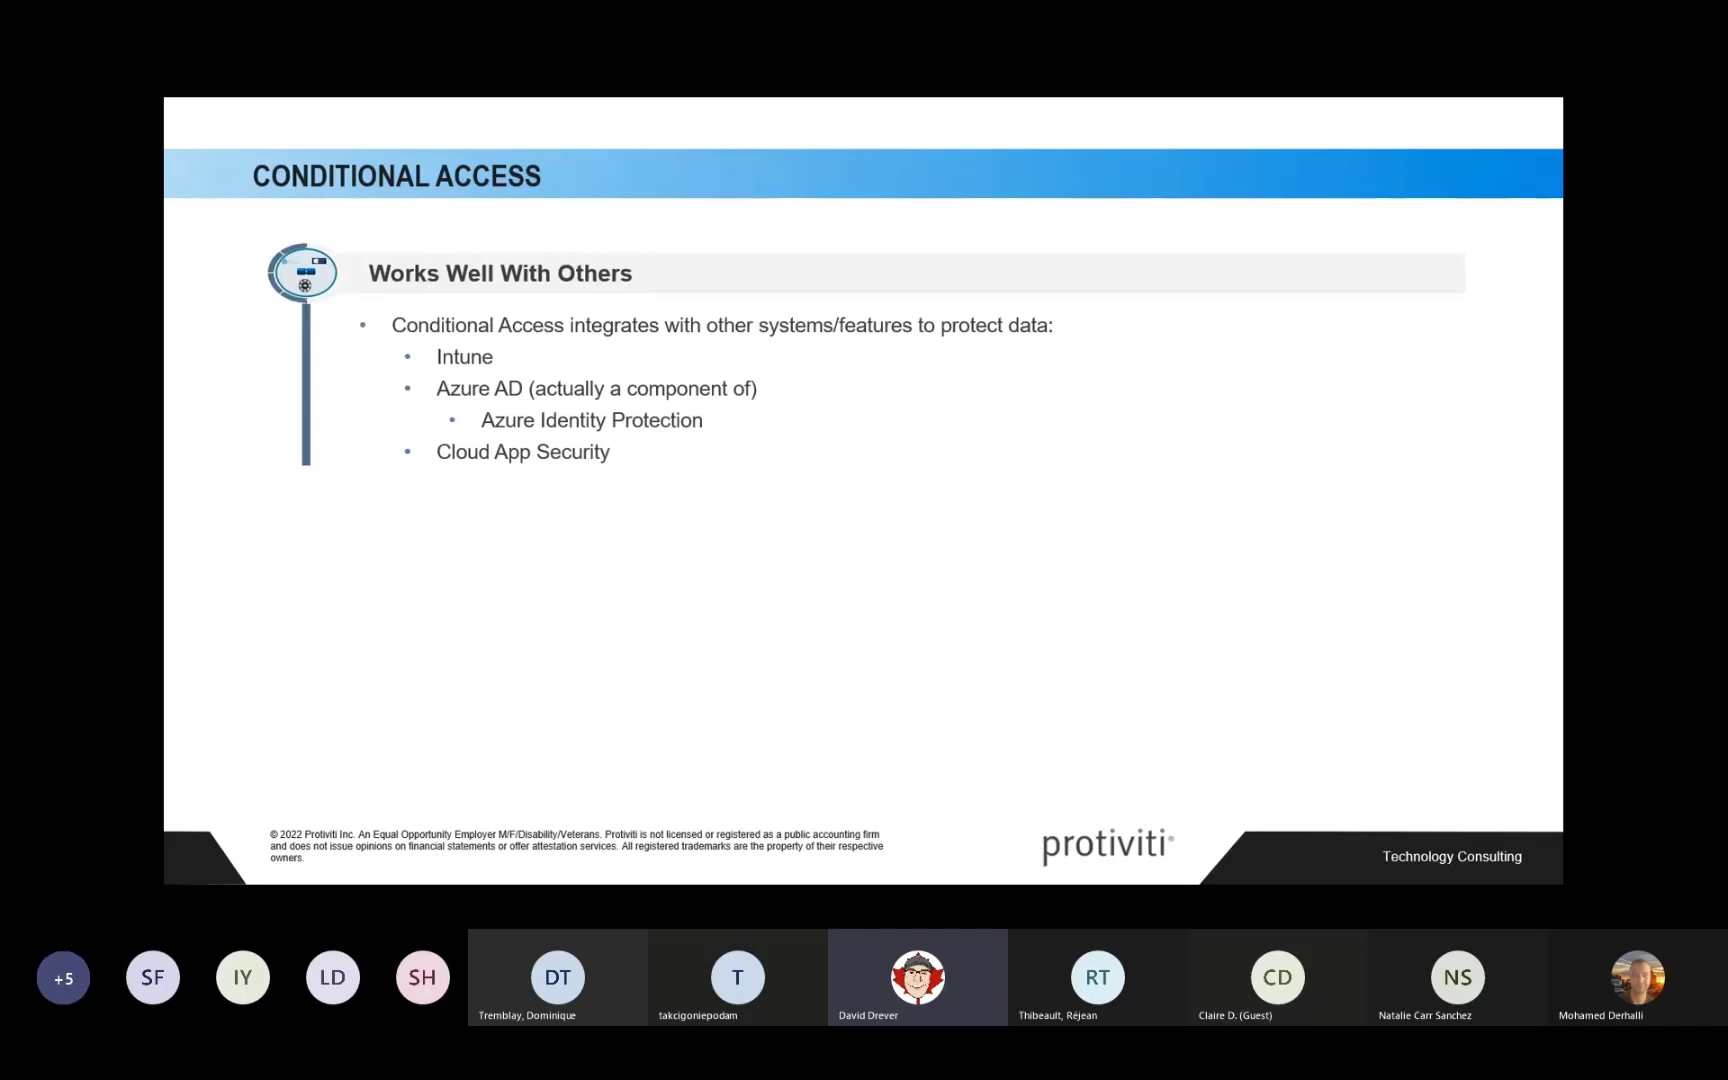 CONDITIONAL ACCESS
Works Well With Others
• Conditional Access integrates with other systems/features to protect data:
• Intune
• Azure AD (actually a component of)
• Azure Identity Protection
• Cloud App Security
© 2022 Protiviti Inc. An Equal Opportunity Employer M/F/Disability/Veterans. Protiviti is not licensed or registered as a public accounting firm
and does not issue opinions on financial statements or offer attestation services. All registered trademarks are the property of their respective
owners.
protiviti®
Technology Consulting
+5
SF
IY
LD
SH
DT
T
RT
CD
NS
Tremblay, Dominique
takcigoniepodam
David Drever
Thibeault, Réjean
Claire D. (Guest)
Natalie Carr Sanchez
Mohamed Derhalli